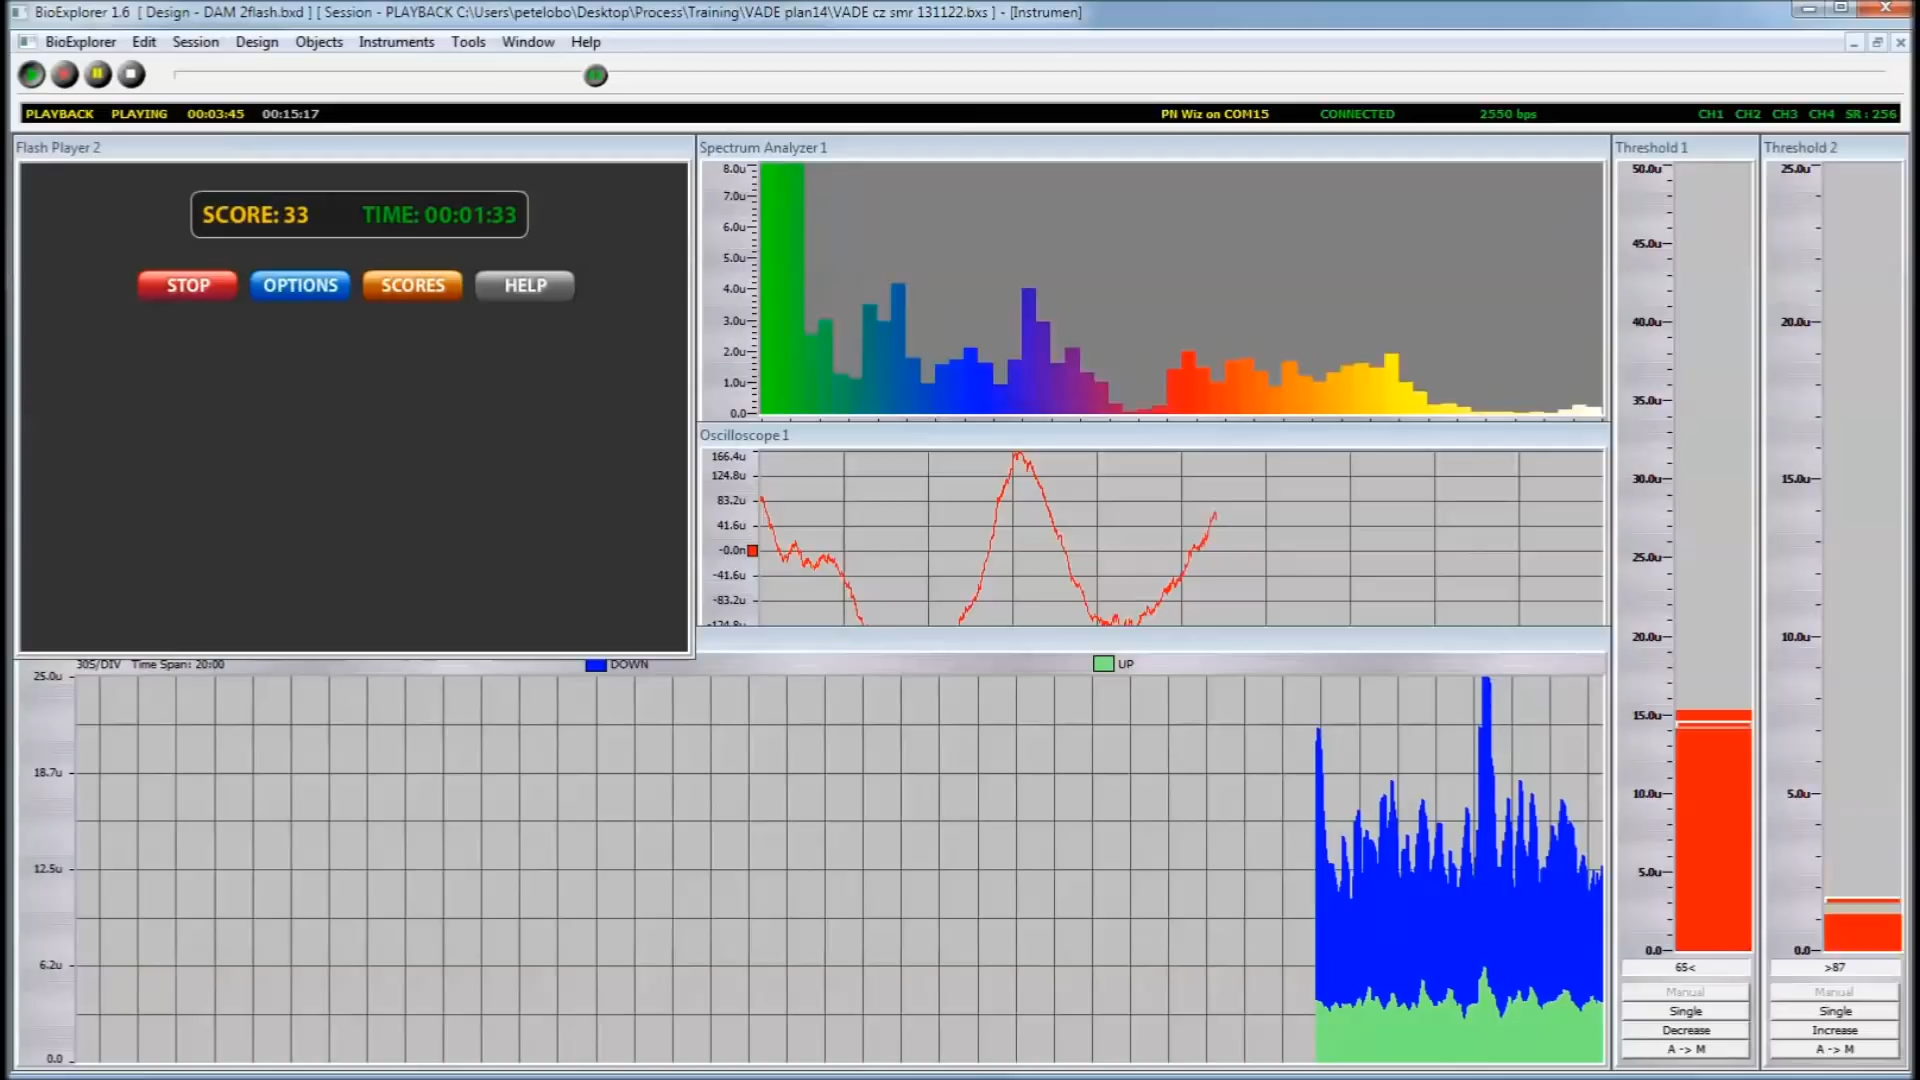 BioExplorer 1.6 [ Design - DAM 2flash.bxd ] [ Session - PLAYBACK C:\Users\petelobo\Desktop\Process\Training\VADE plan14\VADE cz smr 131122.bxs ] - [Instrumen]
BioExplorer Edit Session Design Objects Instruments Tools Window Help
PLAYBACK PLAYING 00:03:45 00:15:17 PN Wiz on COM15 CONNECTED 2550 bps CH1 CH2 CH3 CH4 SR : 256
Flash Player 2
SCORE: 33 TIME: 00:01:33
STOP OPTIONS SCORES HELP
Spectrum Analyzer 1
8.0u
7.0u
6.0u
5.0u
4.0u
3.0u
2.0u
1.0u
0.0
Oscilloscope 1
166.4u
124.8u
83.2u
41.6u
-0.0n
-41.6u
-83.2u
-124.8u
30S/DIV Time Span: 20:00 DOWN UP
25.0u
18.7u
12.5u
6.2u
0.0
Threshold 1
50.0u
45.0u
40.0u
35.0u
30.0u
25.0u
20.0u
15.0u
10.0u
5.0u
0.0
65<
Manual
Single
Decrease
A -> M
Threshold 2
25.0u
20.0u
15.0u
10.0u
5.0u
0.0
>87
Manual
Single
Increase
A -> M